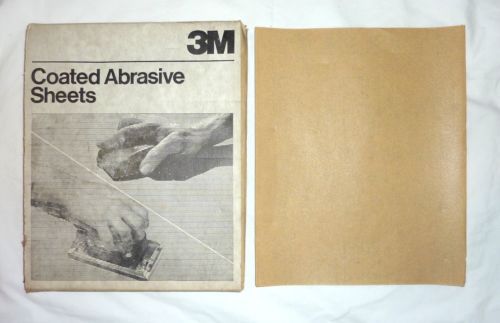 3M
Coated Abrasive
Sheets